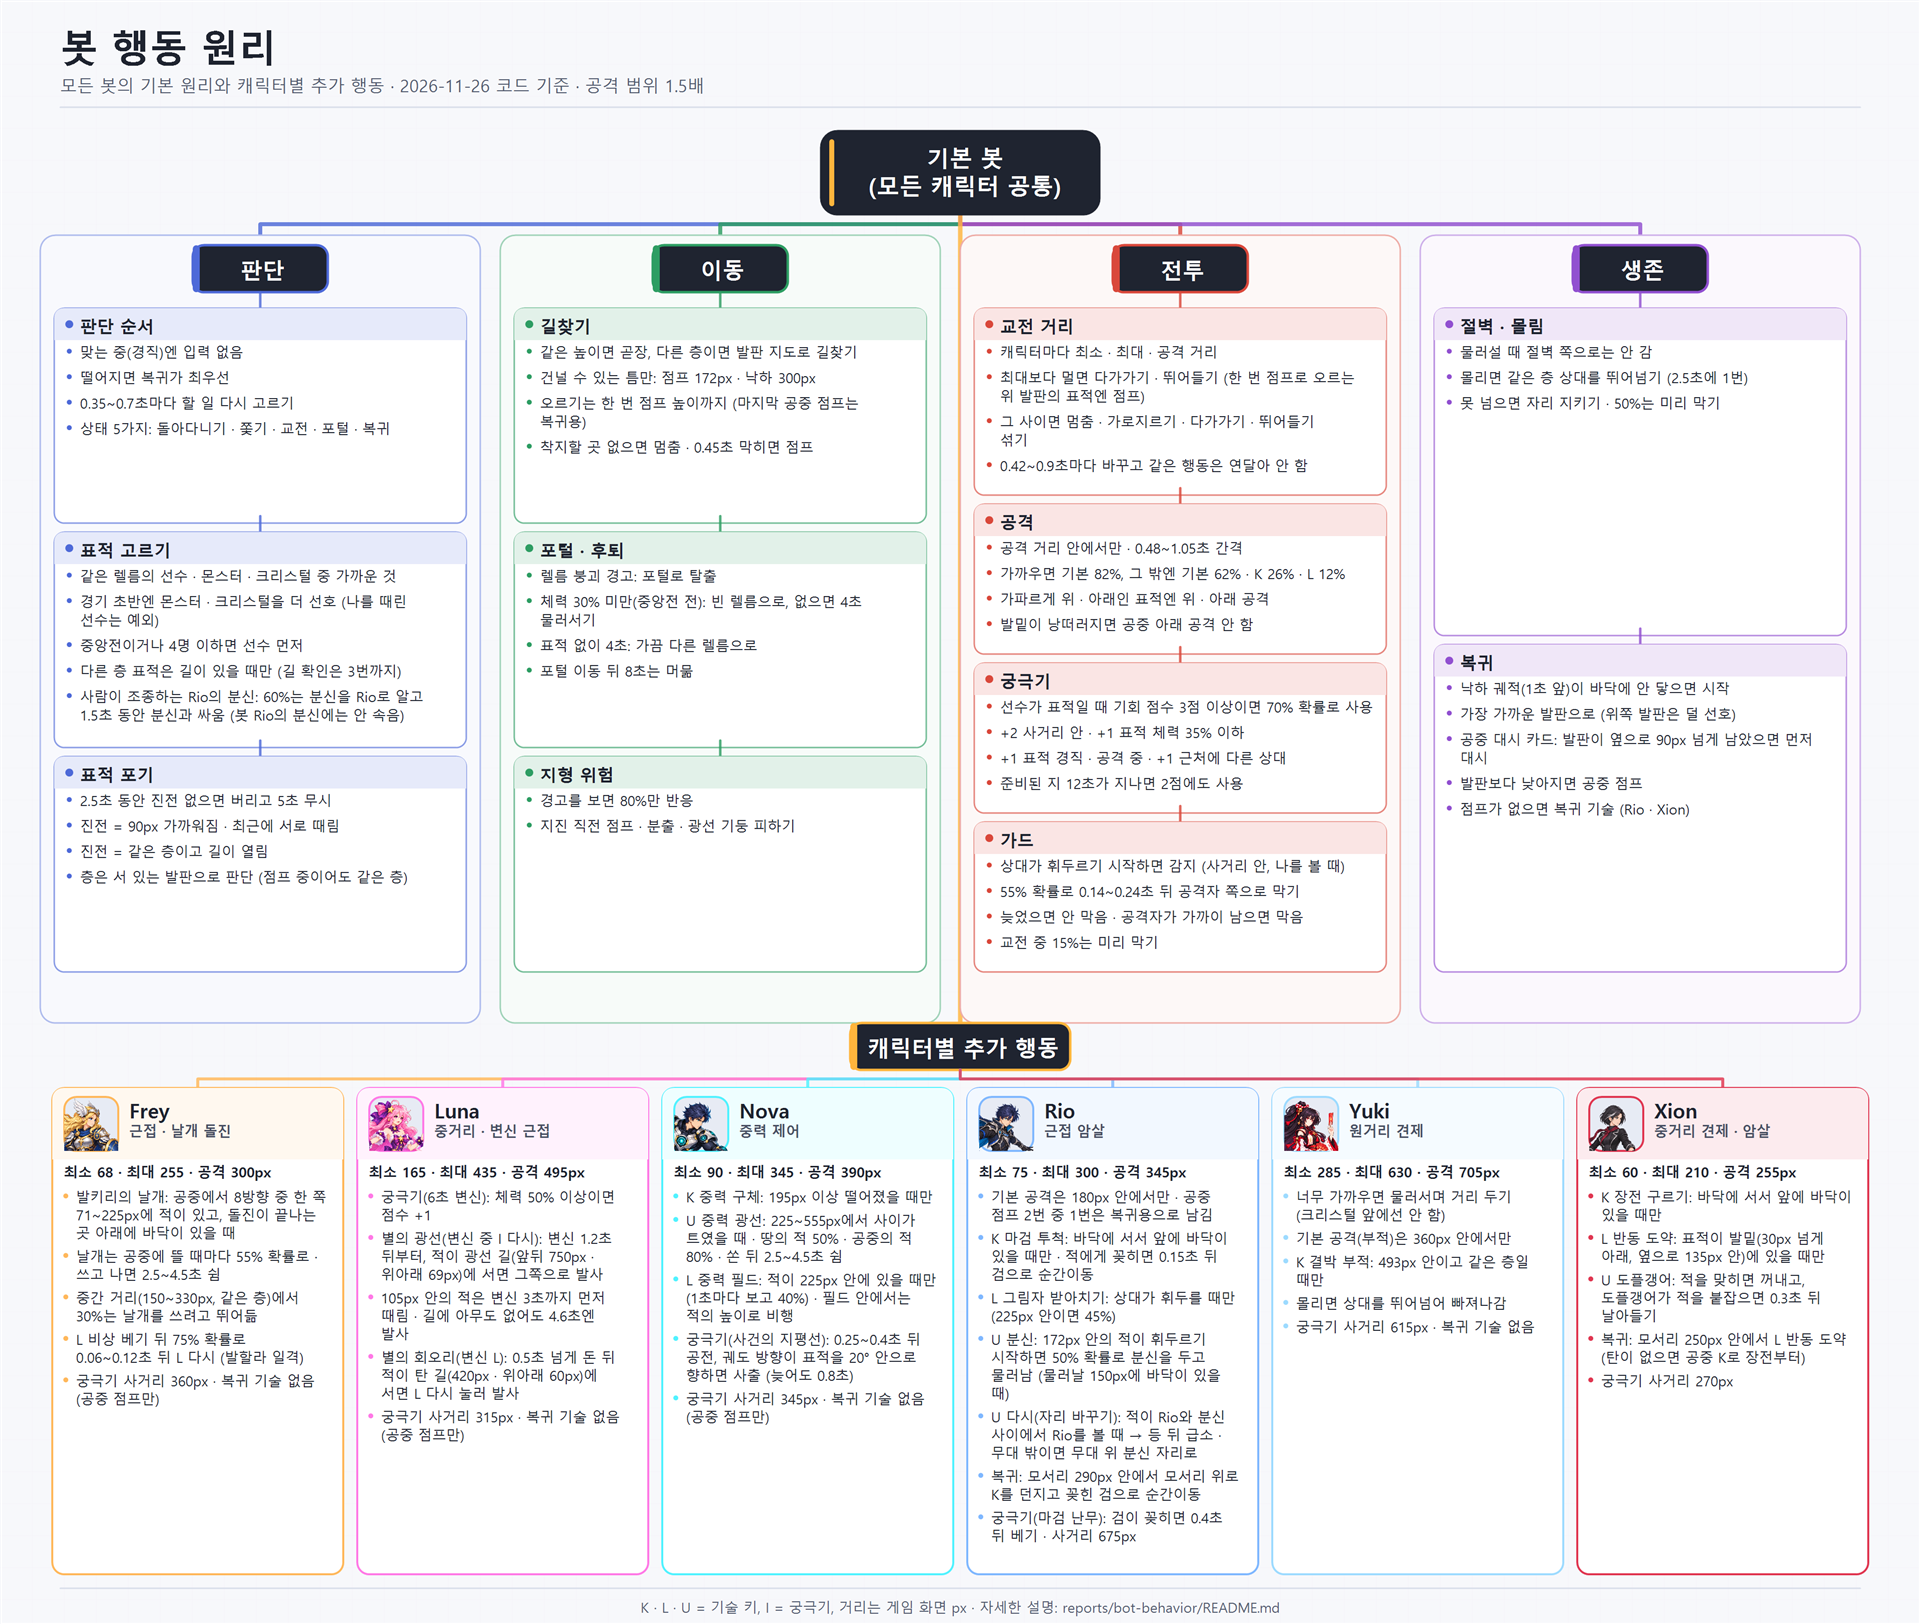 봇 행동 원리
모든 봇의 기본 원리와 캐릭터별 추가 행동 · 2026-11-26 코드 기준 · 공격 범위 1.5배
기본 봇
(모든 캐릭터 공통)
판단
판단 순서
맞는 중(경직)엔 입력 없음
떨어지면 복귀가 최우선
0.35~0.7초마다 할 일 다시 고르기
상태 5가지: 돌아다니기 · 쫓기 · 교전 · 포털 · 복귀
표적 고르기
같은 렐름의 선수 · 몬스터 · 크리스털 중 가까운 것
경기 초반엔 몬스터 · 크리스털을 더 선호 (나를 때린
선수는 예외)
중앙전이거나 4명 이하면 선수 먼저
다른 층 표적은 길이 있을 때만 (길 확인은 3번까지)
사람이 조종하는 Rio의 분신: 60%는 분신을 Rio로 알고
1.5초 동안 분신과 싸움 (봇 Rio의 분신에는 안 속음)
표적 포기
2.5초 동안 진전 없으면 버리고 5초 무시
진전 = 90px 가까워짐 · 최근에 서로 때림
진전 = 같은 층이고 길이 열림
층은 서 있는 발판으로 판단 (점프 중이어도 같은 층)
이동
길찾기
같은 높이면 곧장, 다른 층이면 발판 지도로 길찾기
건널 수 있는 틈만: 점프 172px · 낙하 300px
오르기는 한 번 점프 높이까지 (마지막 공중 점프는
복귀용)
착지할 곳 없으면 멈춤 · 0.45초 막히면 점프
포털 · 후퇴
렐름 붕괴 경고: 포털로 탈출
체력 30% 미만(중앙전 전): 빈 렐름으로, 없으면 4초
물러서기
표적 없이 4초: 가끔 다른 렐름으로
포털 이동 뒤 8초는 머묾
지형 위험
경고를 보면 80%만 반응
지진 직전 점프 · 분출 · 광선 기둥 피하기
전투
교전 거리
캐릭터마다 최소 · 최대 · 공격 거리
최대보다 멀면 다가가기 · 뛰어들기 (한 번 점프로 오르는
위 발판의 표적엔 점프)
그 사이면 멈춤 · 가로지르기 · 다가가기 · 뛰어들기
섞기
0.42~0.9초마다 바꾸고 같은 행동은 연달아 안 함
공격
공격 거리 안에서만 · 0.48~1.05초 간격
가까우면 기본 82%, 그 밖엔 기본 62% · K 26% · L 12%
가파르게 위 · 아래인 표적엔 위 · 아래 공격
발밑이 낭떠러지면 공중 아래 공격 안 함
궁극기
선수가 표적일 때 기회 점수 3점 이상이면 70% 확률로 사용
+2 사거리 안 · +1 표적 체력 35% 이하
+1 표적 경직 · 공격 중 · +1 근처에 다른 상대
준비된 지 12초가 지나면 2점에도 사용
가드
상대가 휘두르기 시작하면 감지 (사거리 안, 나를 볼 때)
55% 확률로 0.14~0.24초 뒤 공격자 쪽으로 막기
늦었으면 안 막음 · 공격자가 가까이 남으면 막음
교전 중 15%는 미리 막기
생존
절벽 · 몰림
물러설 때 절벽 쪽으로는 안 감
몰리면 같은 층 상대를 뛰어넘기 (2.5초에 1번)
못 넘으면 자리 지키기 · 50%는 미리 막기
복귀
낙하 궤적(1초 앞)이 바닥에 안 닿으면 시작
가장 가까운 발판으로 (위쪽 발판은 덜 선호)
공중 대시 카드: 발판이 옆으로 90px 넘게 남았으면 먼저
대시
발판보다 낮아지면 공중 점프
점프가 없으면 복귀 기술 (Rio · Xion)
캐릭터별 추가 행동
Frey
근접 · 날개 돌진
최소 68 · 최대 255 · 공격 300px
발키리의 날개: 공중에서 8방향 중 한 쪽
71~225px에 적이 있고, 돌진이 끝나는
곳 아래에 바닥이 있을 때
날개는 공중에 뜰 때마다 55% 확률로 ·
쓰고 나면 2.5~4.5초 쉼
중간 거리(150~330px, 같은 층)에서
30%는 날개를 쓰려고 뛰어듦
L 비상 베기 뒤 75% 확률로
0.06~0.12초 뒤 L 다시 (발할라 일격)
궁극기 사거리 360px · 복귀 기술 없음
(공중 점프만)
Luna
중거리 · 변신 근접
최소 165 · 최대 435 · 공격 495px
궁극기(6초 변신): 체력 50% 이상이면
점수 +1
별의 광선(변신 중 I 다시): 변신 1.2초
뒤부터, 적이 광선 길(앞뒤 750px ·
위아래 69px)에 서면 그쪽으로 발사
105px 안의 적은 변신 3초까지 먼저
때림 · 길에 아무도 없어도 4.6초엔
발사
별의 회오리(변신 L): 0.5초 넘게 돈 뒤
적이 탄 길(420px · 위아래 60px)에
서면 L 다시 눌러 발사
궁극기 사거리 315px · 복귀 기술 없음
(공중 점프만)
Nova
중력 제어
최소 90 · 최대 345 · 공격 390px
K 중력 구체: 195px 이상 떨어졌을 때만
U 중력 광선: 225~555px에서 사이가
트였을 때 · 땅의 적 50% · 공중의 적
80% · 쏜 뒤 2.5~4.5초 쉼
L 중력 필드: 적이 225px 안에 있을 때만
(1초마다 보고 40%) · 필드 안에서는
적의 높이로 비행
궁극기(사건의 지평선): 0.25~0.4초 뒤
공전, 궤도 방향이 표적을 20° 안으로
향하면 사출 (늦어도 0.8초)
궁극기 사거리 345px · 복귀 기술 없음
(공중 점프만)
Rio
근접 암살
최소 75 · 최대 300 · 공격 345px
기본 공격은 180px 안에서만 · 공중
점프 2번 중 1번은 복귀용으로 남김
K 마검 투척: 바닥에 서서 앞에 바닥이
있을 때만 · 적에게 꽂히면 0.15초 뒤
검으로 순간이동
L 그림자 받아치기: 상대가 휘두를 때만
(225px 안이면 45%)
U 분신: 172px 안의 적이 휘두르기
시작하면 50% 확률로 분신을 두고
물러남 (물러날 150px에 바닥이 있을
때)
U 다시(자리 바꾸기): 적이 Rio와 분신
사이에서 Rio를 볼 때 → 등 뒤 급소 ·
무대 밖이면 무대 위 분신 자리로
복귀: 모서리 290px 안에서 모서리 위로
K를 던지고 꽂힌 검으로 순간이동
궁극기(마검 난무): 검이 꽂히면 0.4초
뒤 베기 · 사거리 675px
Yuki
원거리 견제
최소 285 · 최대 630 · 공격 705px
너무 가까우면 물러서며 거리 두기
(크리스털 앞에선 안 함)
기본 공격(부적)은 360px 안에서만
K 결박 부적: 493px 안이고 같은 층일
때만
몰리면 상대를 뛰어넘어 빠져나감
궁극기 사거리 615px · 복귀 기술 없음
Xion
중거리 견제 · 암살
최소 60 · 최대 210 · 공격 255px
K 장전 구르기: 바닥에 서서 앞에 바닥이
있을 때만
L 반동 도약: 표적이 발밑(30px 넘게
아래, 옆으로 135px 안)에 있을 때만
U 도플갱어: 적을 맞히면 꺼내고,
도플갱어가 적을 붙잡으면 0.3초 뒤
날아들기
복귀: 모서리 250px 안에서 L 반동 도약
(탄이 없으면 공중 K로 장전부터)
궁극기 사거리 270px
K · L · U = 기술 키, I = 궁극기, 거리는 게임 화면 px · 자세한 설명: reports/bot-behavior/README.md